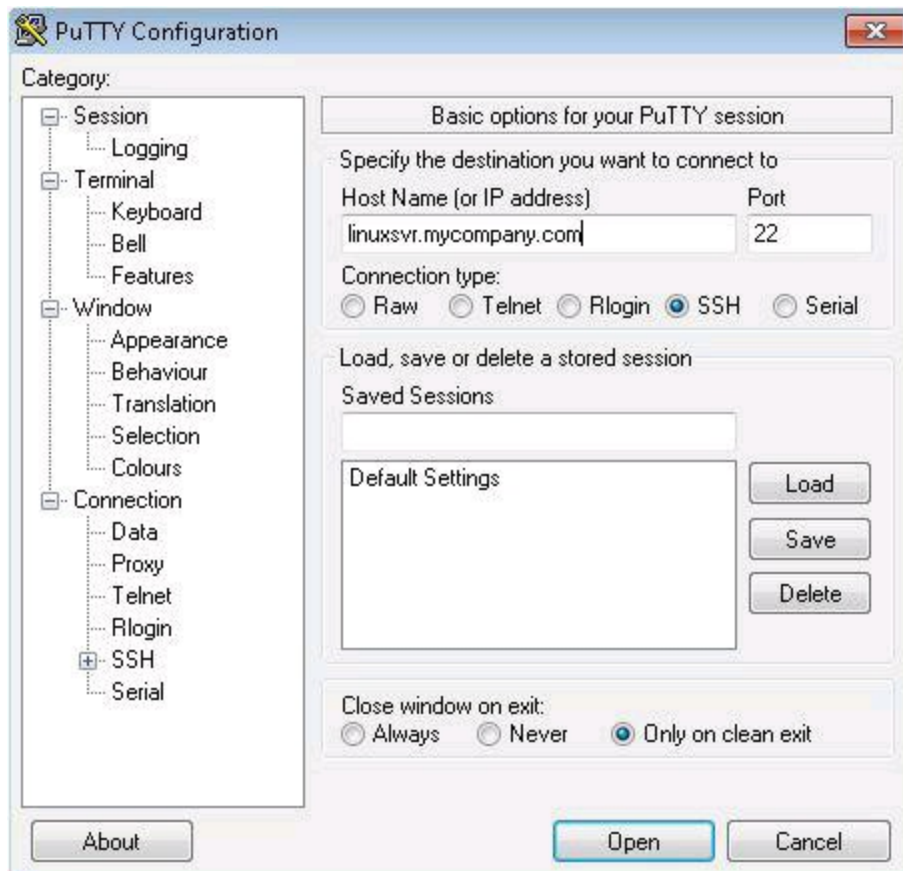 PuTTY Configuration
Category:
Session
Logging
Terminal
Keyboard
Bell
Features
Window
Appearance
Behaviour
Translation
Selection
Colours
Connection
Data
Proxy
Telnet
Rlogin
SSH
Serial
Basic options for your PuTTY session
Specify the destination you want to connect to
Host Name (or IP address) Port
linuxsvr.mycompany.com 22
Connection type:
Raw Telnet Rlogin SSH Serial
Load, save or delete a stored session
Saved Sessions
Default Settings
Load
Save
Delete
Close window on exit:
Always Never Only on clean exit
About Open Cancel